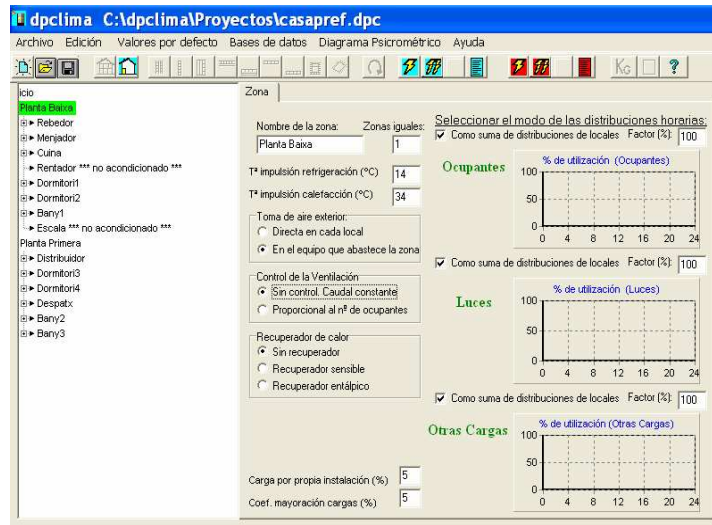 dpclima C:\dpclima\Proyectos\casapref.dpc
Archivo Edición Valores por defecto Bases de datos Diagrama Psicrométrico Ayuda
KG ?
icio
Planta Baixa
Rebedor
Menjador
Cuina
Rentador *** no acondicionado ***
Dormitori1
Dormitori2
Bany1
Escala *** no acondicionado ***
Planta Primera
Distribuidor
Dormitori3
Dormitori4
Despatx
Bany2
Bany3
Zona
Nombre de la zona: Zonas iguales:
Planta Baixa 1
Tª impulsión refrigeración (ºC) 14
Tª impulsión calefacción (ºC) 34
Toma de aire exterior:
Directa en cada local
En el equipo que abastece la zona
Control de la Ventilación
Sin control. Caudal constante
Proporcional al nº de ocupantes
Recuperador de calor
Sin recuperador
Recuperador sensible
Recuperador entálpico
Carga por propia instalación (%) 5
Coef. mayoración cargas (%) 5
Seleccionar el modo de las distribuciones horarias:
Como suma de distribuciones de locales Factor (%): 100
Ocupantes
% de utilización (Ocupantes)
100
50
0
0 4 8 12 16 20 24
Como suma de distribuciones de locales Factor (%): 100
Luces
% de utilización (Luces)
100
50
0
0 4 8 12 16 20 24
Como suma de distribuciones de locales Factor (%): 100
Otras Cargas
% de utilización (Otras Cargas)
100
50
0
0 4 8 12 16 20 24